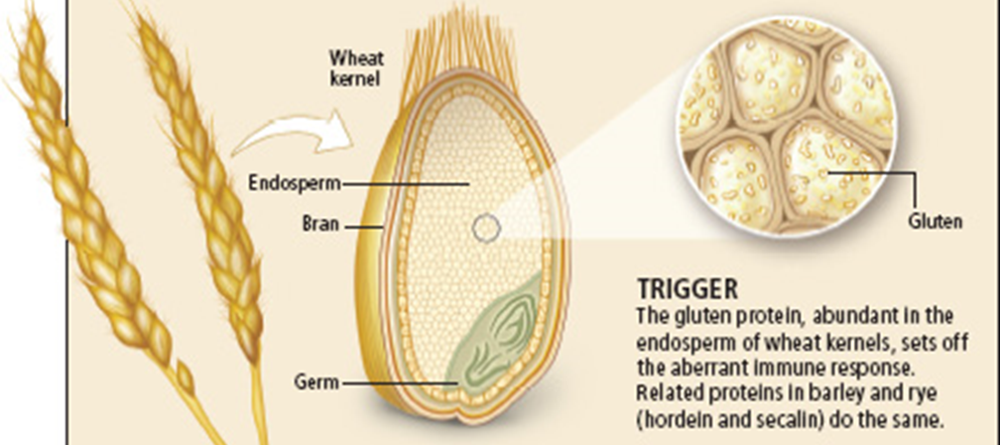 Wheat
kernel
Endosperm
Bran
Germ
Gluten
TRIGGER
The gluten protein, abundant in the
endosperm of wheat kernels, sets off
the aberrant immune response.
Related proteins in barley and rye
(hordein and secalin) do the same.